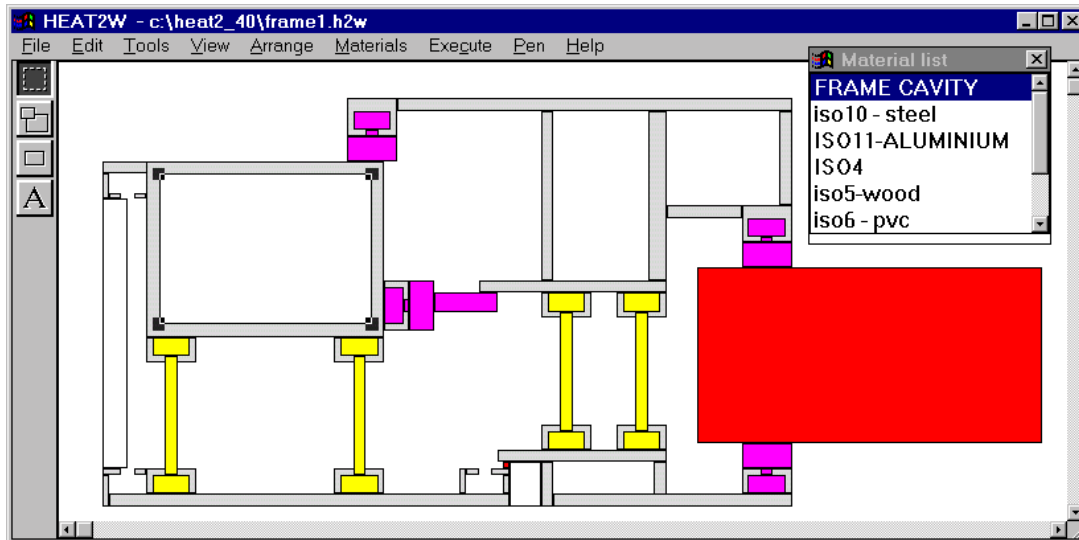 HEAT2W - c:\heat2_40\frame1.h2w
File Edit Tools View Arrange Materials Execute Pen Help
Material list
FRAME CAVITY
iso10 - steel
ISO11-ALUMINIUM
ISO4
iso5-wood
iso6 - pvc
A